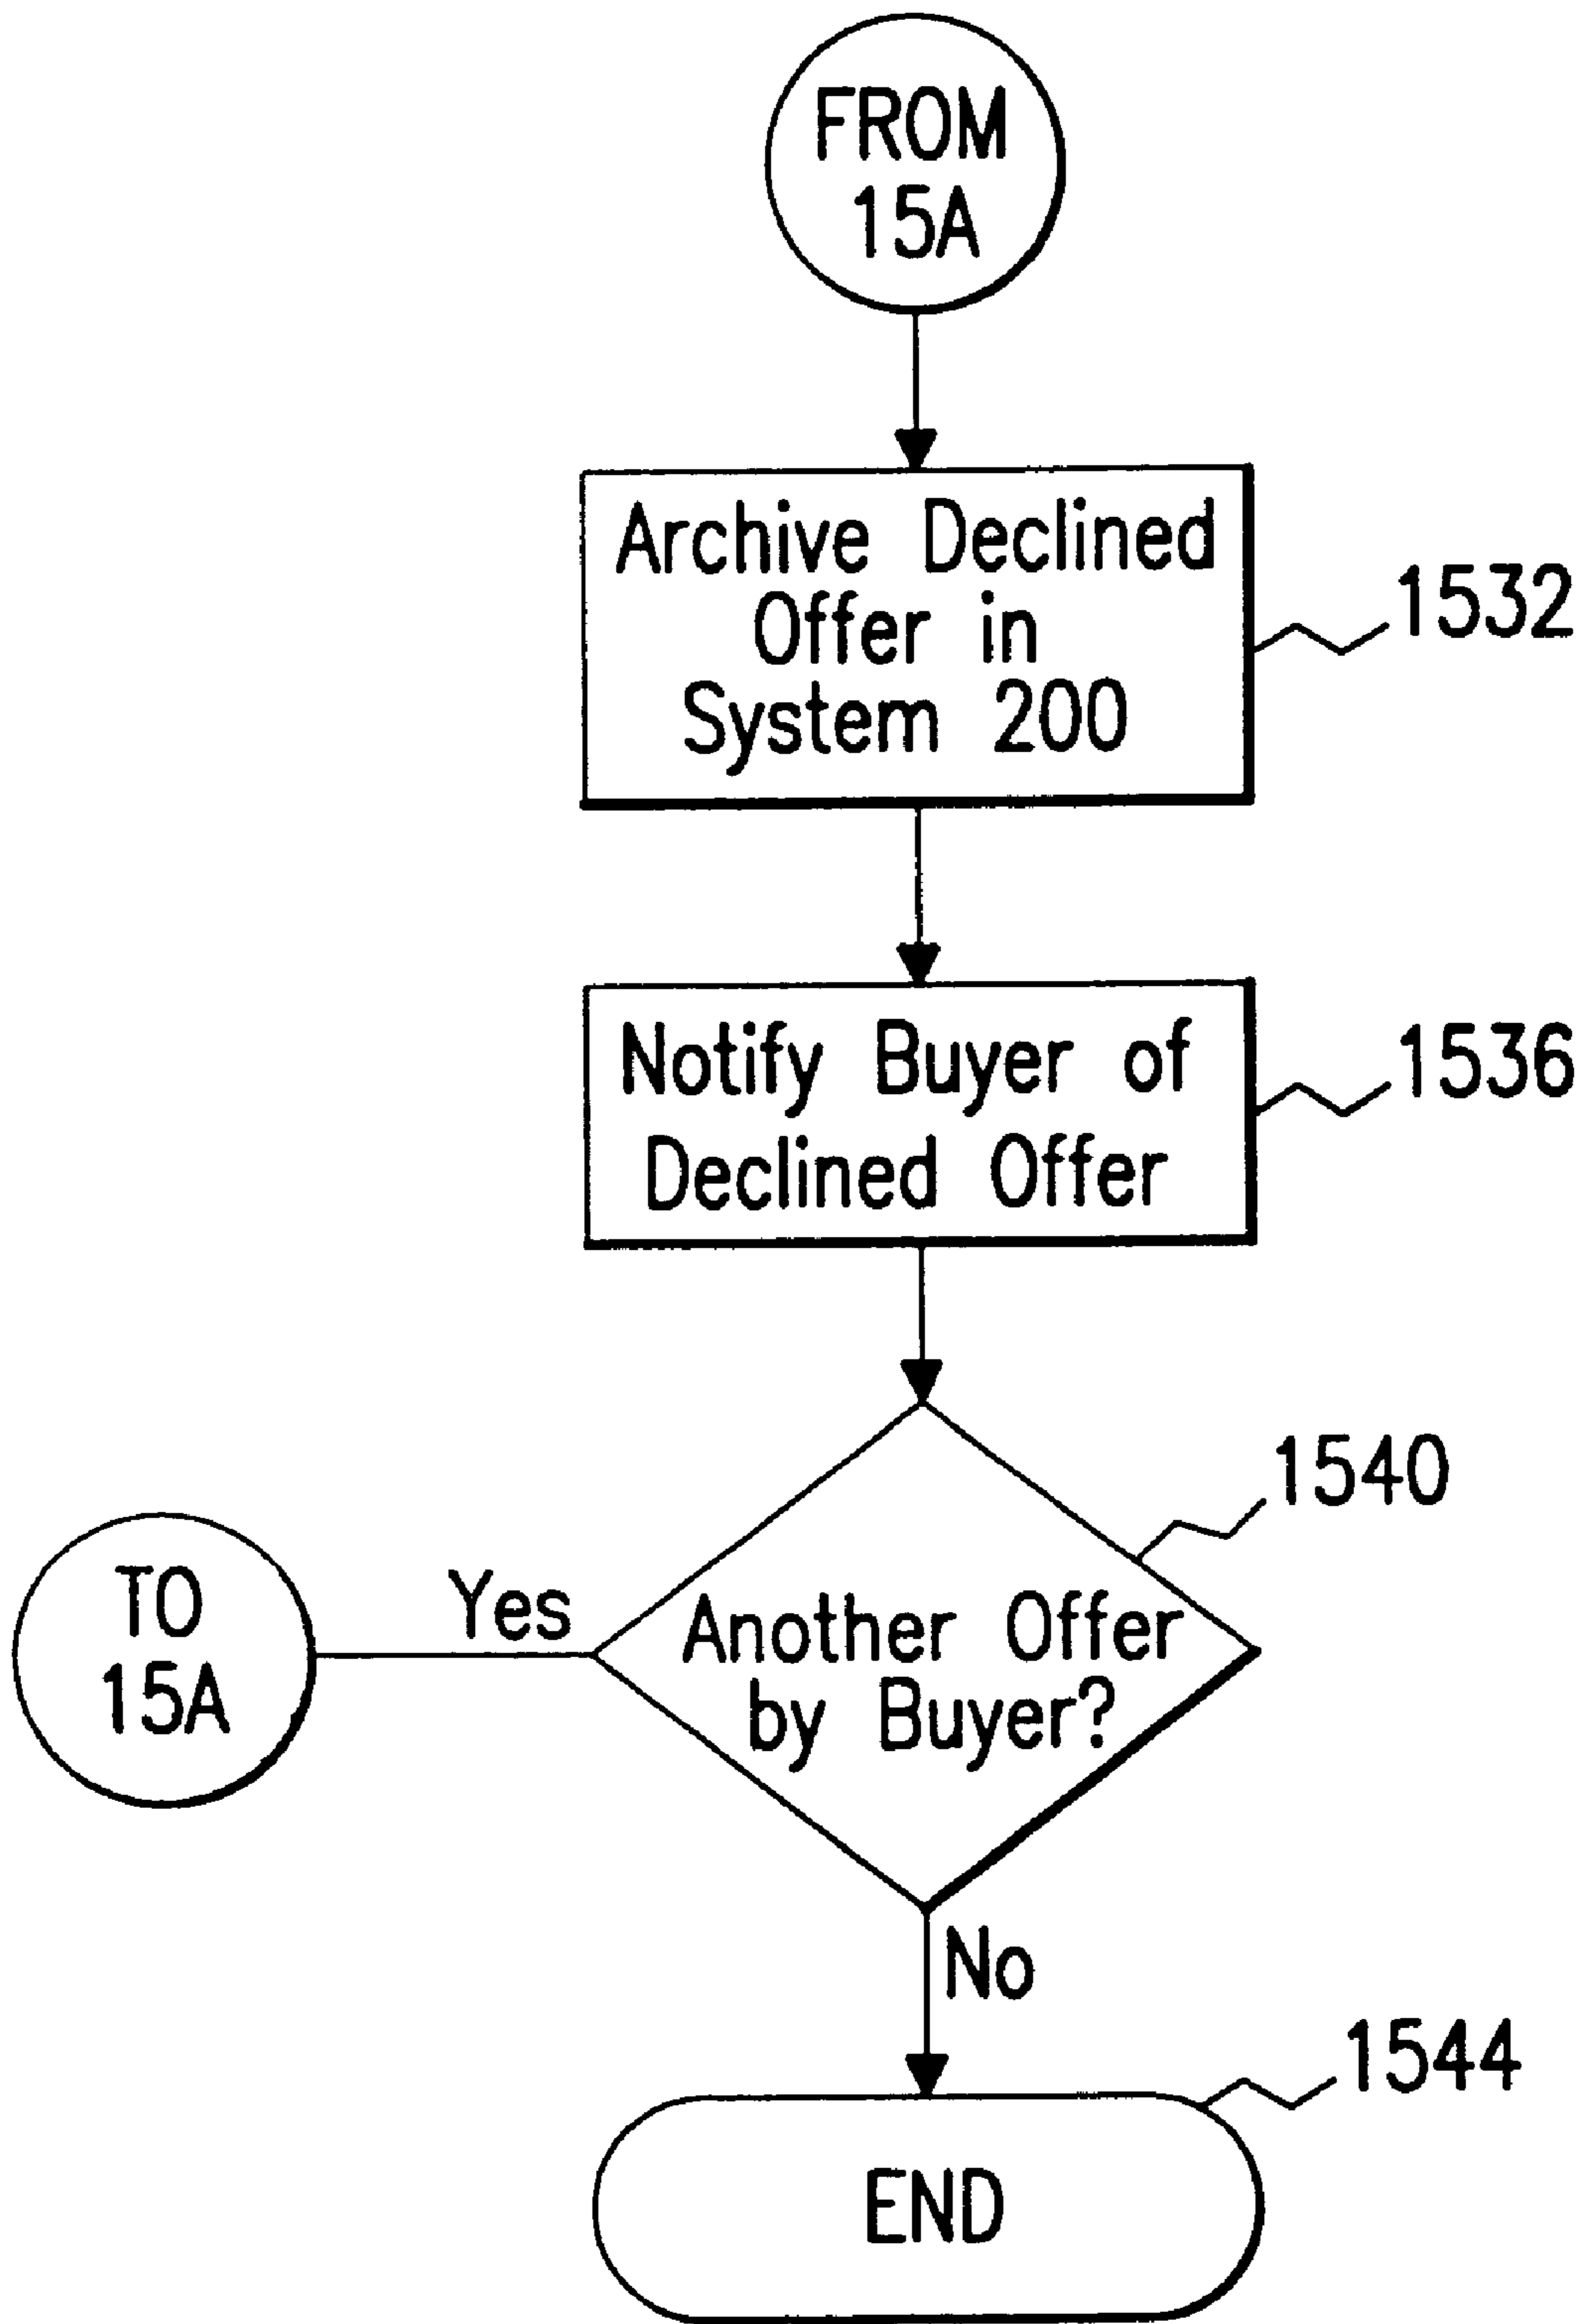 FROM
15A
Archive Declined
Offer in
System 200
1532
Notify Buyer of
Declined Offer
1536
1540
TO
15A
Yes
Another Offer
by Buyer?
No
1544
END